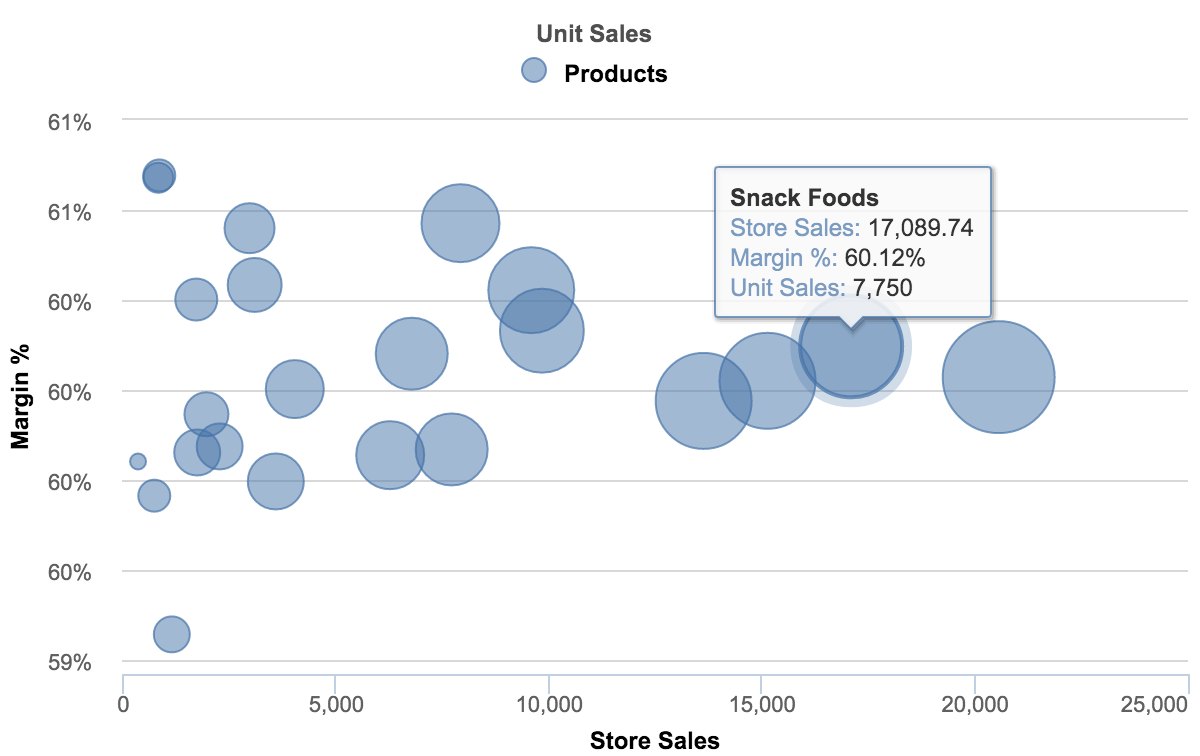 Unit Sales
Products
61%
61%
60%
60%
60%
60%
59%
Margin %
Snack Foods
Store Sales: 17,089.74
Margin %: 60.12%
Unit Sales: 7,750
0 5,000 10,000 15,000 20,000 25,000
Store Sales